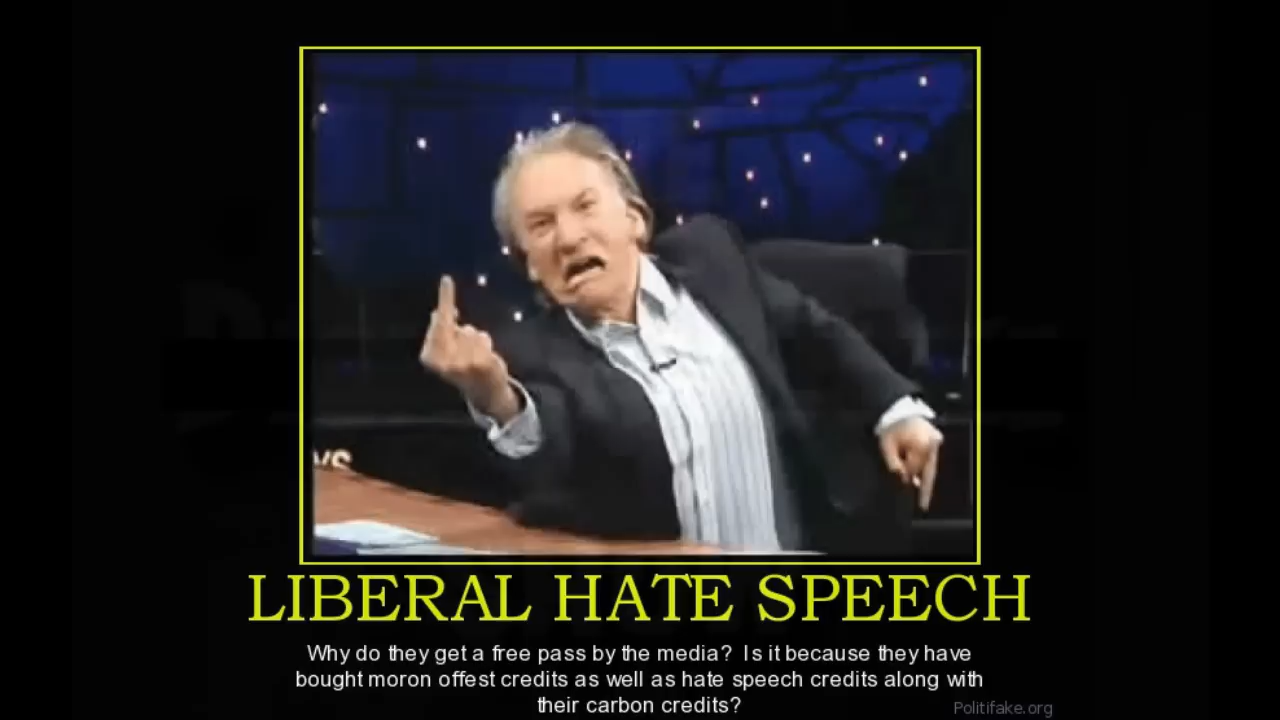 YS
LIBERAL HATE SPEECH
Why do they get a free pass by the media? Is it because they have
bought moron offest credits as well as hate speech credits along with
their carbon credits?
Politifake.org